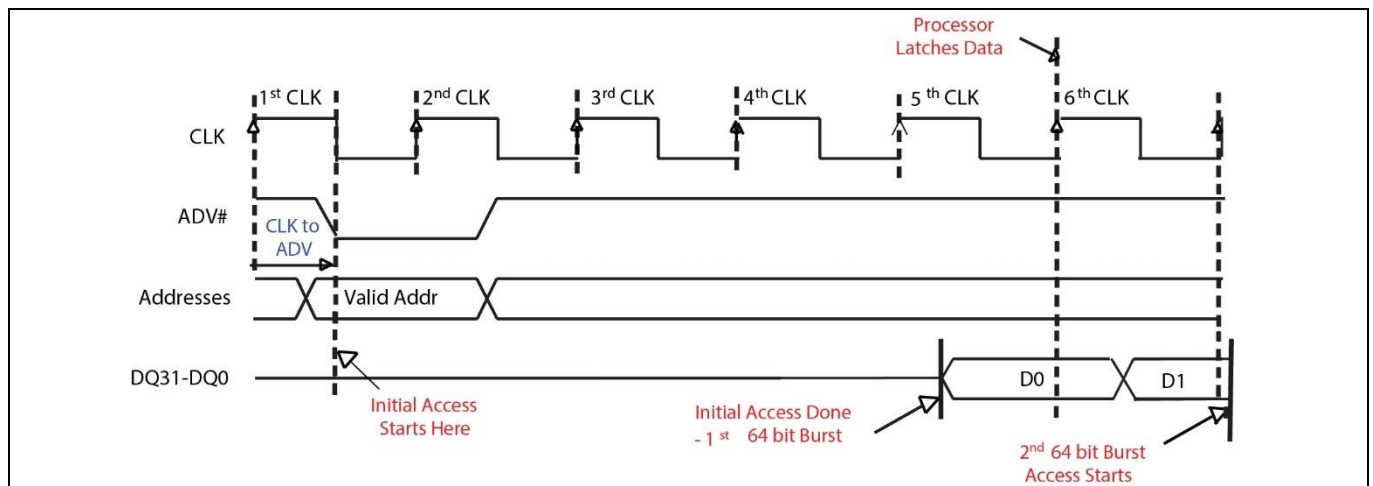 Processor
Latches Data
1st CLK 2nd CLK 3rd CLK 4th CLK 5 th CLK 6th CLK
CLK
ADV#
CLK to
ADV
Addresses Valid Addr
DQ31-DQ0 D0 D1
Initial Access
Starts Here
Initial Access Done
- 1 st 64 bit Burst
2nd 64 bit Burst
Access Starts